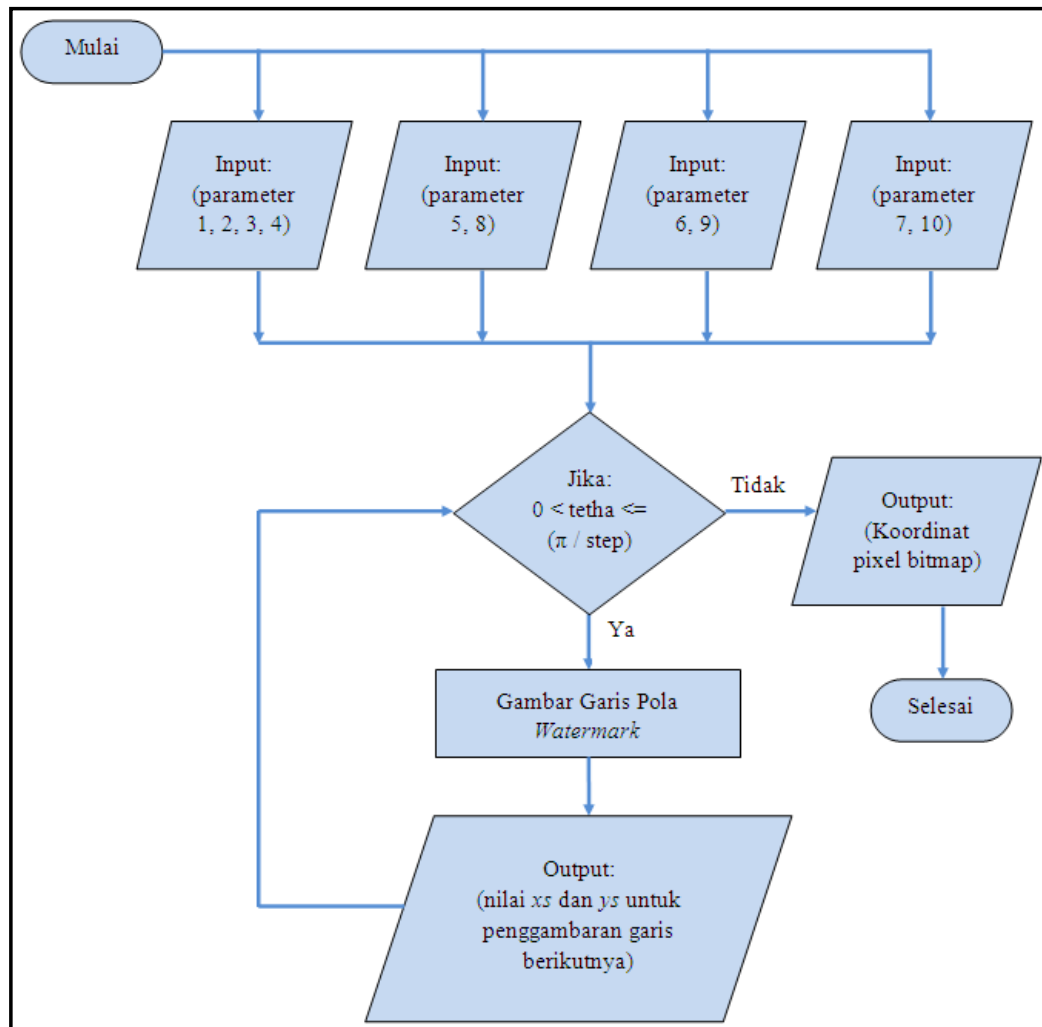 Mulai
Input:
(parameter
1, 2, 3, 4)
Input:
(parameter
5, 8)
Input:
(parameter
6, 9)
Input:
(parameter
7, 10)
Jika:
0 < tetha <=
(π / step)
Tidak
Output:
(Koordinat
pixel bitmap)
Ya
Gambar Garis Pola
Watermark
Selesai
Output:
(nilai xs dan ys untuk
penggambaran garis
berikutnya)